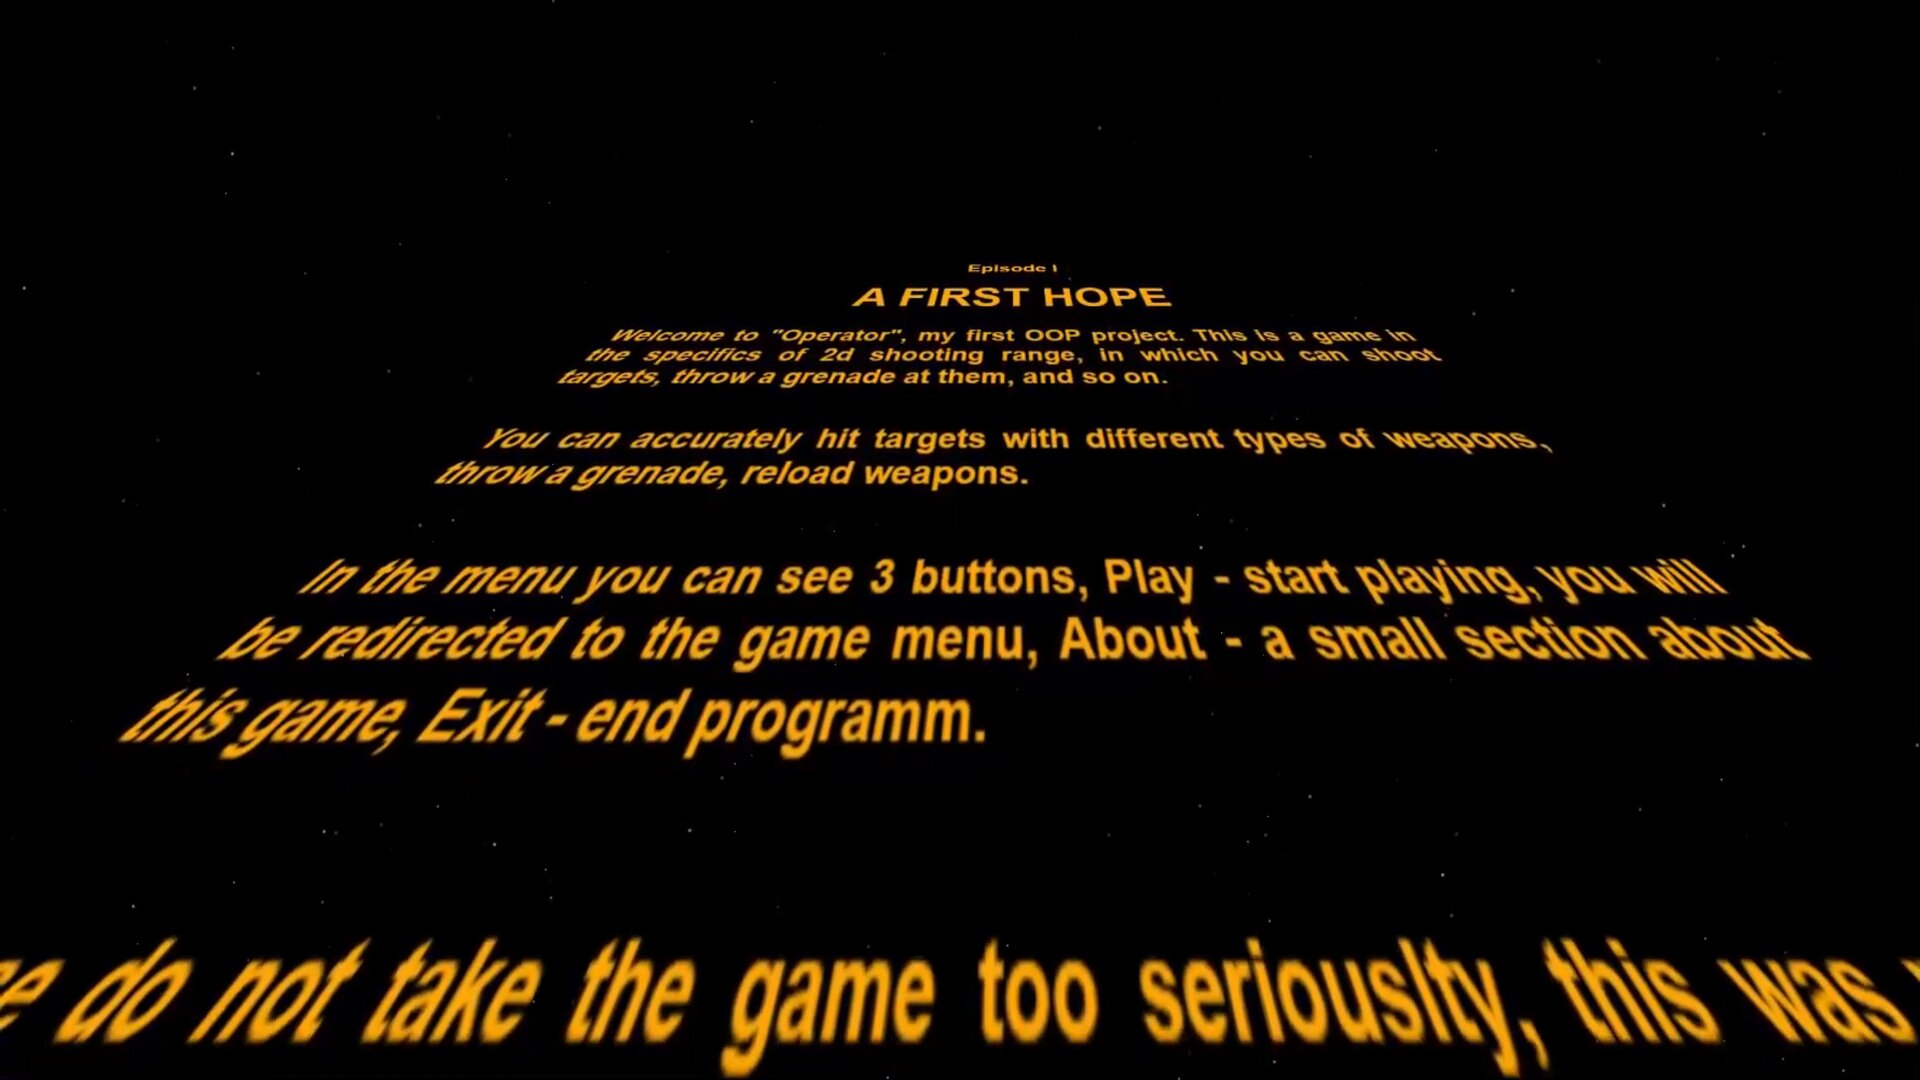 Episode I
A FIRST HOPE
Welcome to "Operator", my first OOP project. This is a game in
the specifics of 2d shooting range, in which you can shoot
targets, throw a grenade at them, and so on.
You can accurately hit targets with different types of weapons,
throw a grenade, reload weapons.
In the menu you can see 3 buttons, Play - start playing, you will
be redirected to the game menu, About - a small section about
this game, Exit - end programm.
do not take the game too seriouslty, this was